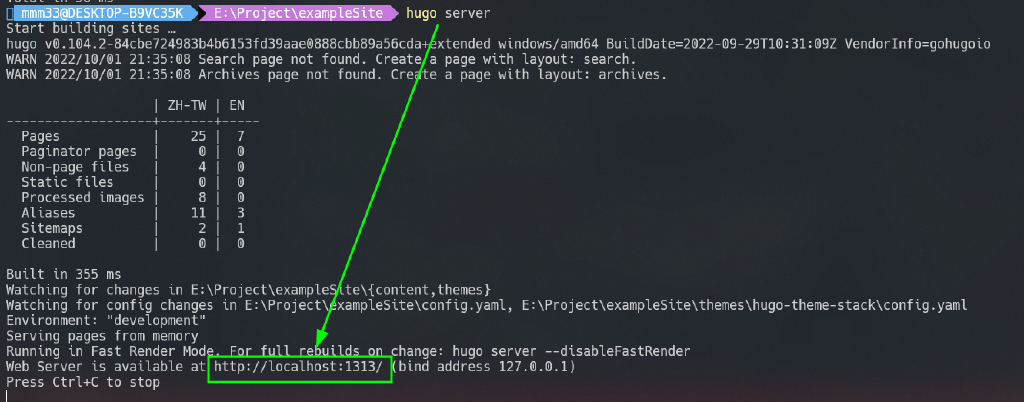 mmm33@DESKTOP-B9VC35K E:\Project\exampleSite hugo server
Start building sites …
hugo v0.104.2-84cbe724983b4b6153fd39aae0888cbb89a56cda+extended windows/amd64 BuildDate=2022-09-29T10:31:09Z VendorInfo=gohugoio
WARN 2022/10/01 21:35:08 Search page not found. Create a page with layout: search.
WARN 2022/10/01 21:35:08 Archives page not found. Create a page with layout: archives.
| ZH-TW | EN
-------------------+-------+-----
Pages | 25 | 7
Paginator pages | 0 | 0
Non-page files | 4 | 0
Static files | 0 | 0
Processed images | 8 | 0
Aliases | 11 | 3
Sitemaps | 2 | 1
Cleaned | 0 | 0
Built in 355 ms
Watching for changes in E:\Project\exampleSite\{content,themes}
Watching for config changes in E:\Project\exampleSite\config.yaml, E:\Project\exampleSite\themes\hugo-theme-stack\config.yaml
Environment: "development"
Serving pages from memory
Running in Fast Render Mode. For full rebuilds on change: hugo server --disableFastRender
Web Server is available at http://localhost:1313/ (bind address 127.0.0.1)
Press Ctrl+C to stop